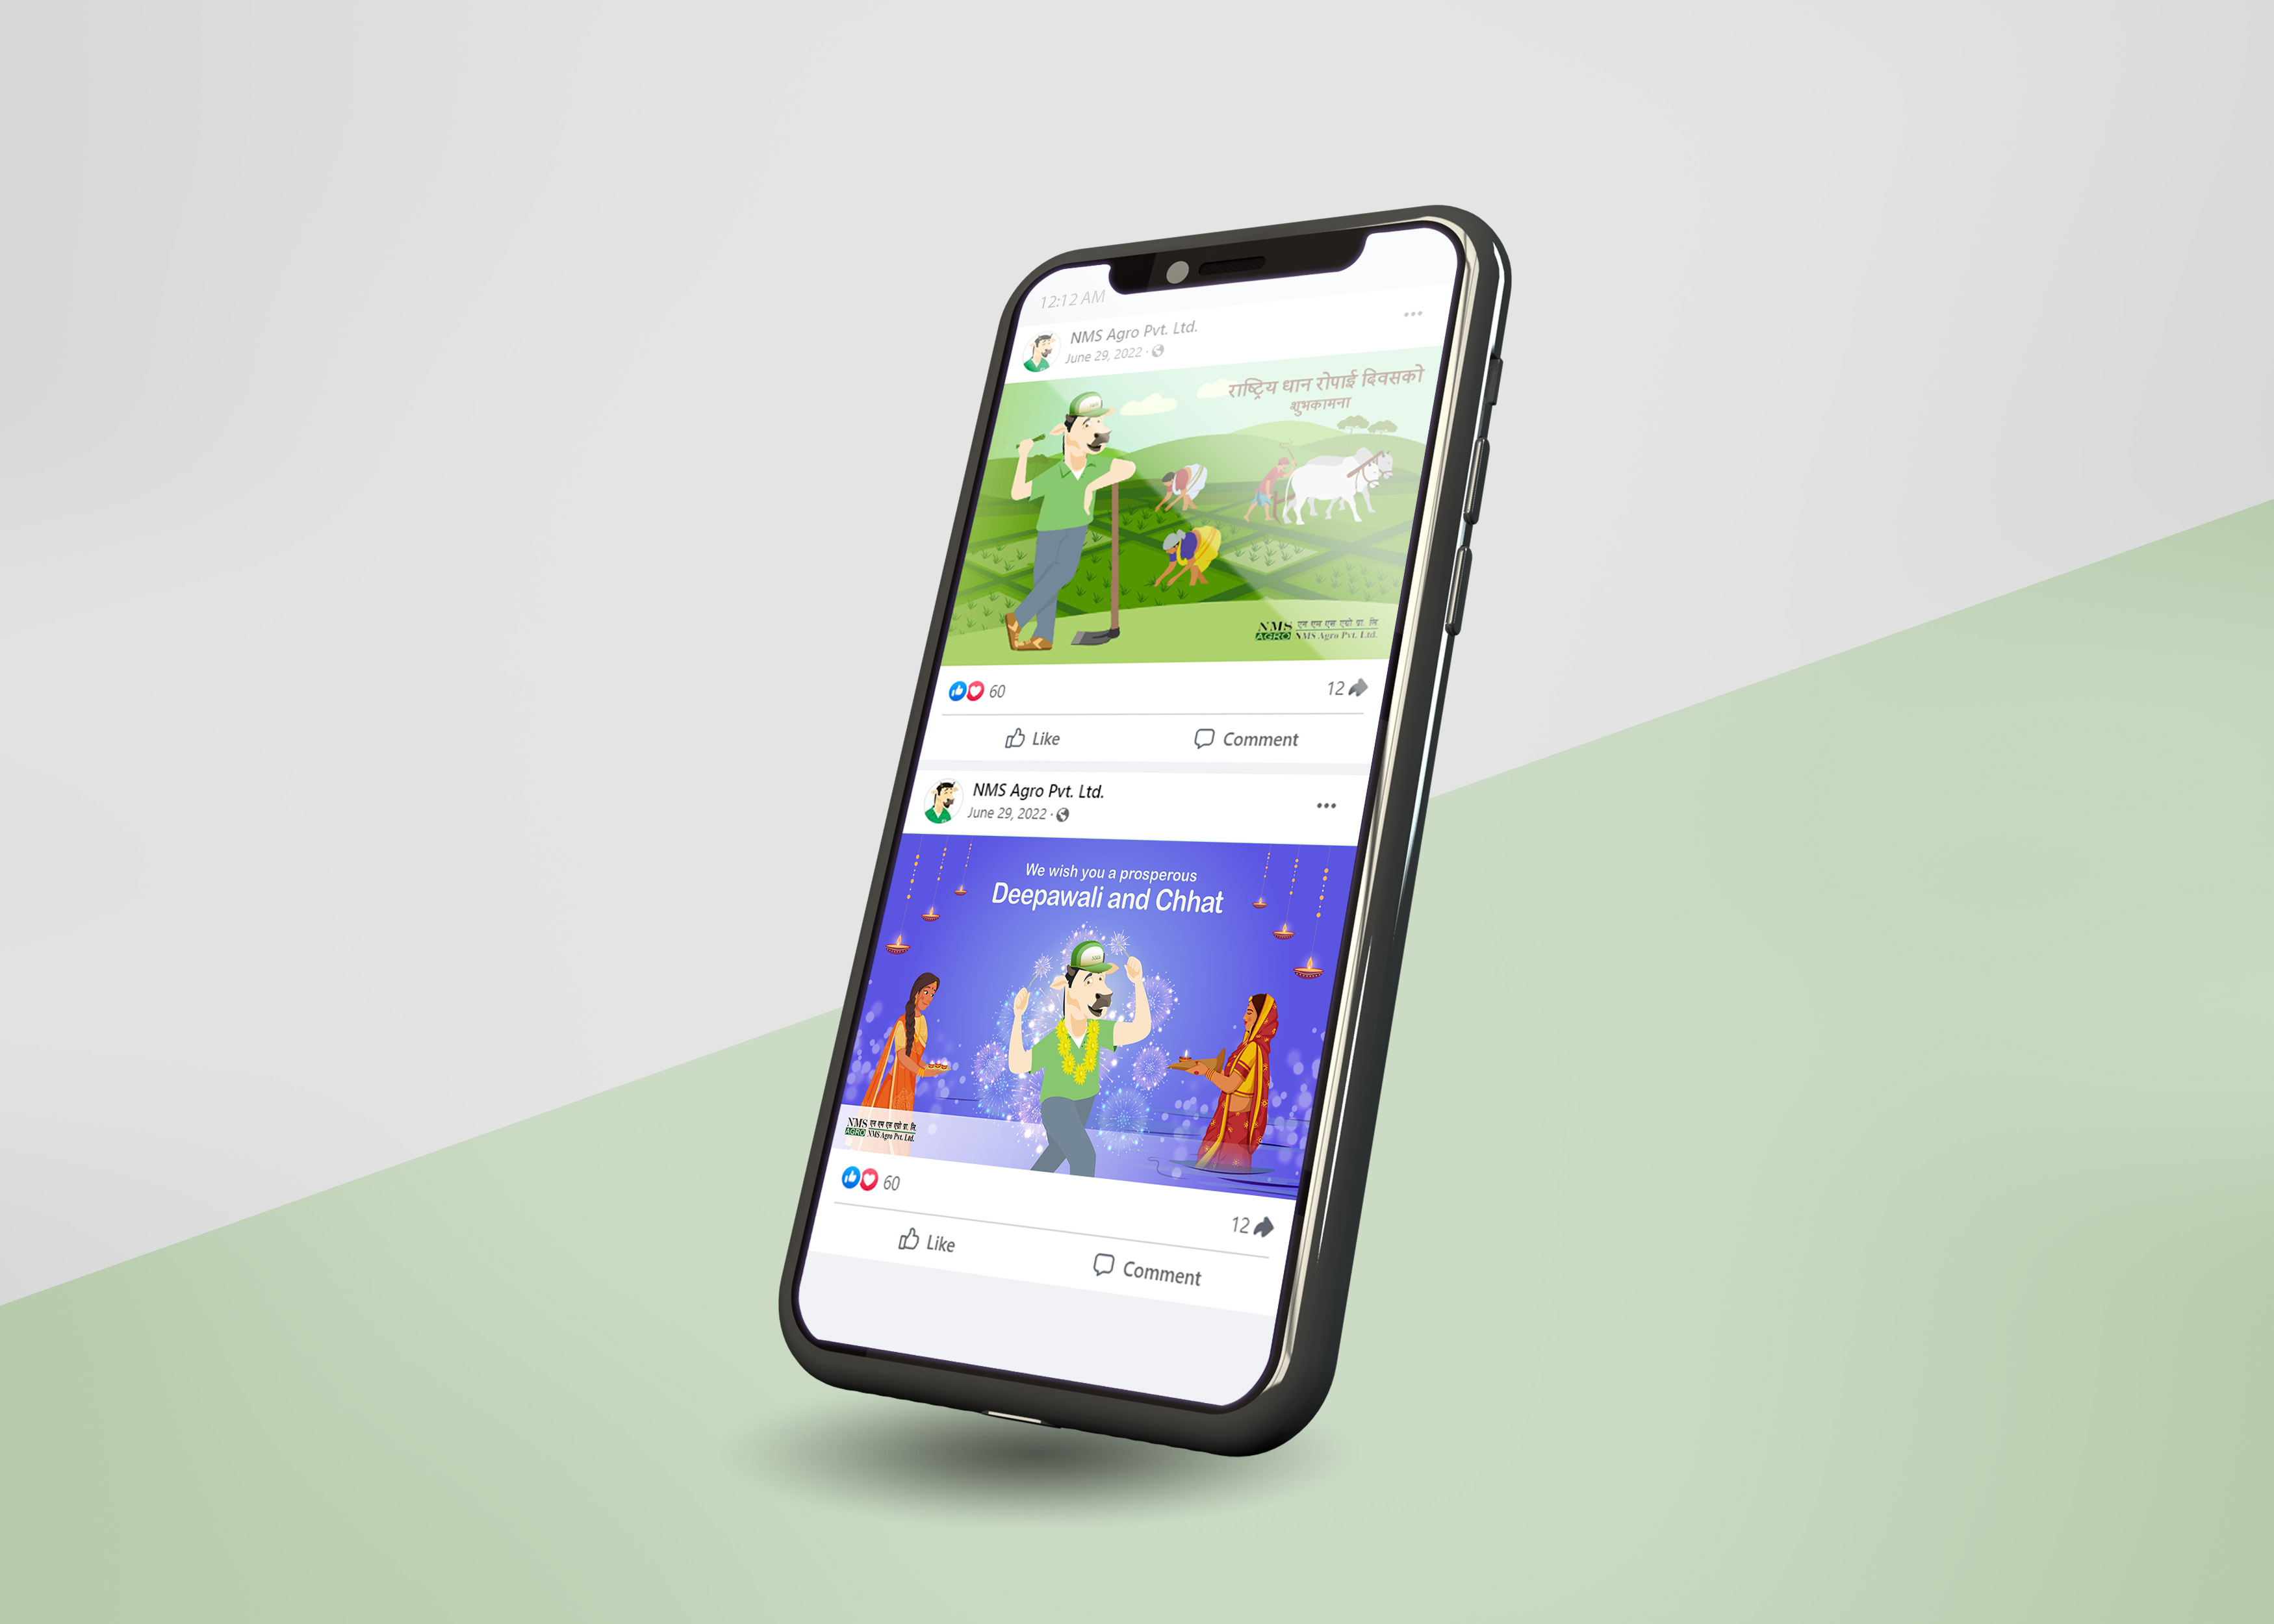 12:12 AM
NMS Agro Pvt. Ltd.
June 29, 2022 ·
राष्ट्रिय धान रोपाई दिवसको
शुभकामना
NMS एन एम एस एग्रो प्रा. लि.
AGRO NMS Agro Pvt. Ltd.
60
12
Like
Comment
NMS Agro Pvt. Ltd.
June 29, 2022 ·
We wish you a prosperous
Deepawali and Chhat
NMS एन एम एस एग्रो प्रा. लि.
AGRO NMS Agro Pvt. Ltd.
60
12
Like
Comment